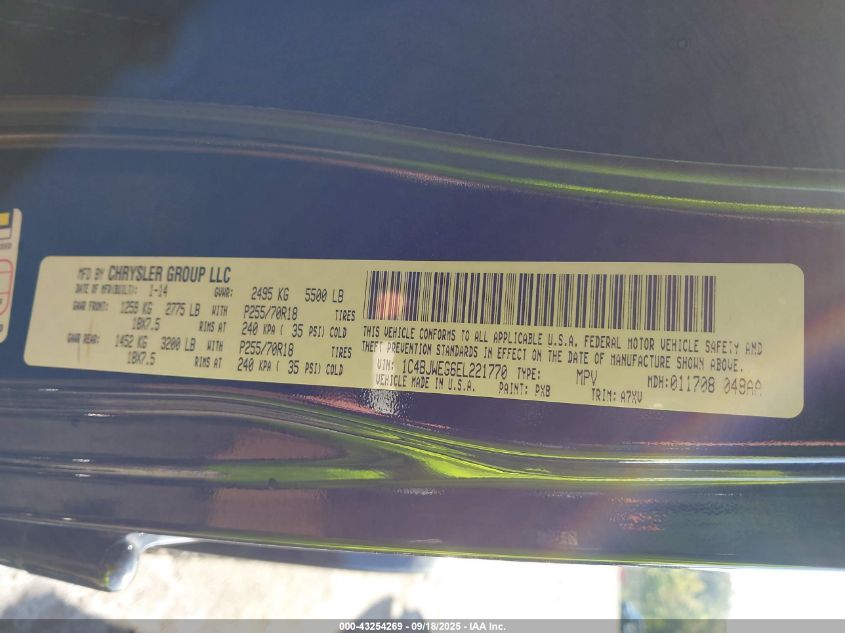 MFD BY CHRYSLER GROUP LLC
DATE OF MFR(BUILT): 1-14 GVWR: 2495 KG 5500 LB
GAWR FRONT: 1259 KG 2775 LB WITH P255/70R18 TIRES
18X7.5 RIMS AT 240 KPA ( 35 PSI) COLD
GAWR REAR: 1452 KG 3200 LB WITH P255/70R18 TIRES
18X7.5 RIMS AT 240 KPA ( 35 PSI) COLD
THIS VEHICLE CONFORMS TO ALL APPLICABLE U.S.A. FEDERAL MOTOR VEHICLE SAFETY AND
THEFT PREVENTION STANDARDS IN EFFECT ON THE DATE OF MANUFACTURE SHOWN ABOVE.
VIN: 1C4BJWEG6EL221770 TYPE: MPV MDH:011708 048AA
VEHICLE MADE IN U.S.A. PAINT: PXB TRIM: A7XV
000-43254269 - 09/18/2025 - IAA Inc.